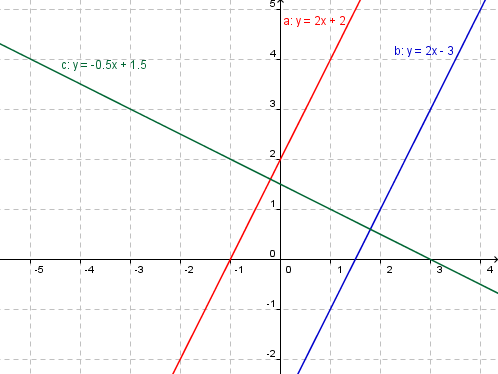 5
a: y = 2x + 2
b: y = 2x - 3
4
c: y = -0.5x + 1.5
3
2
1
0
-5 -4 -3 -2 -1 0 1 2 3 4
-1
-2